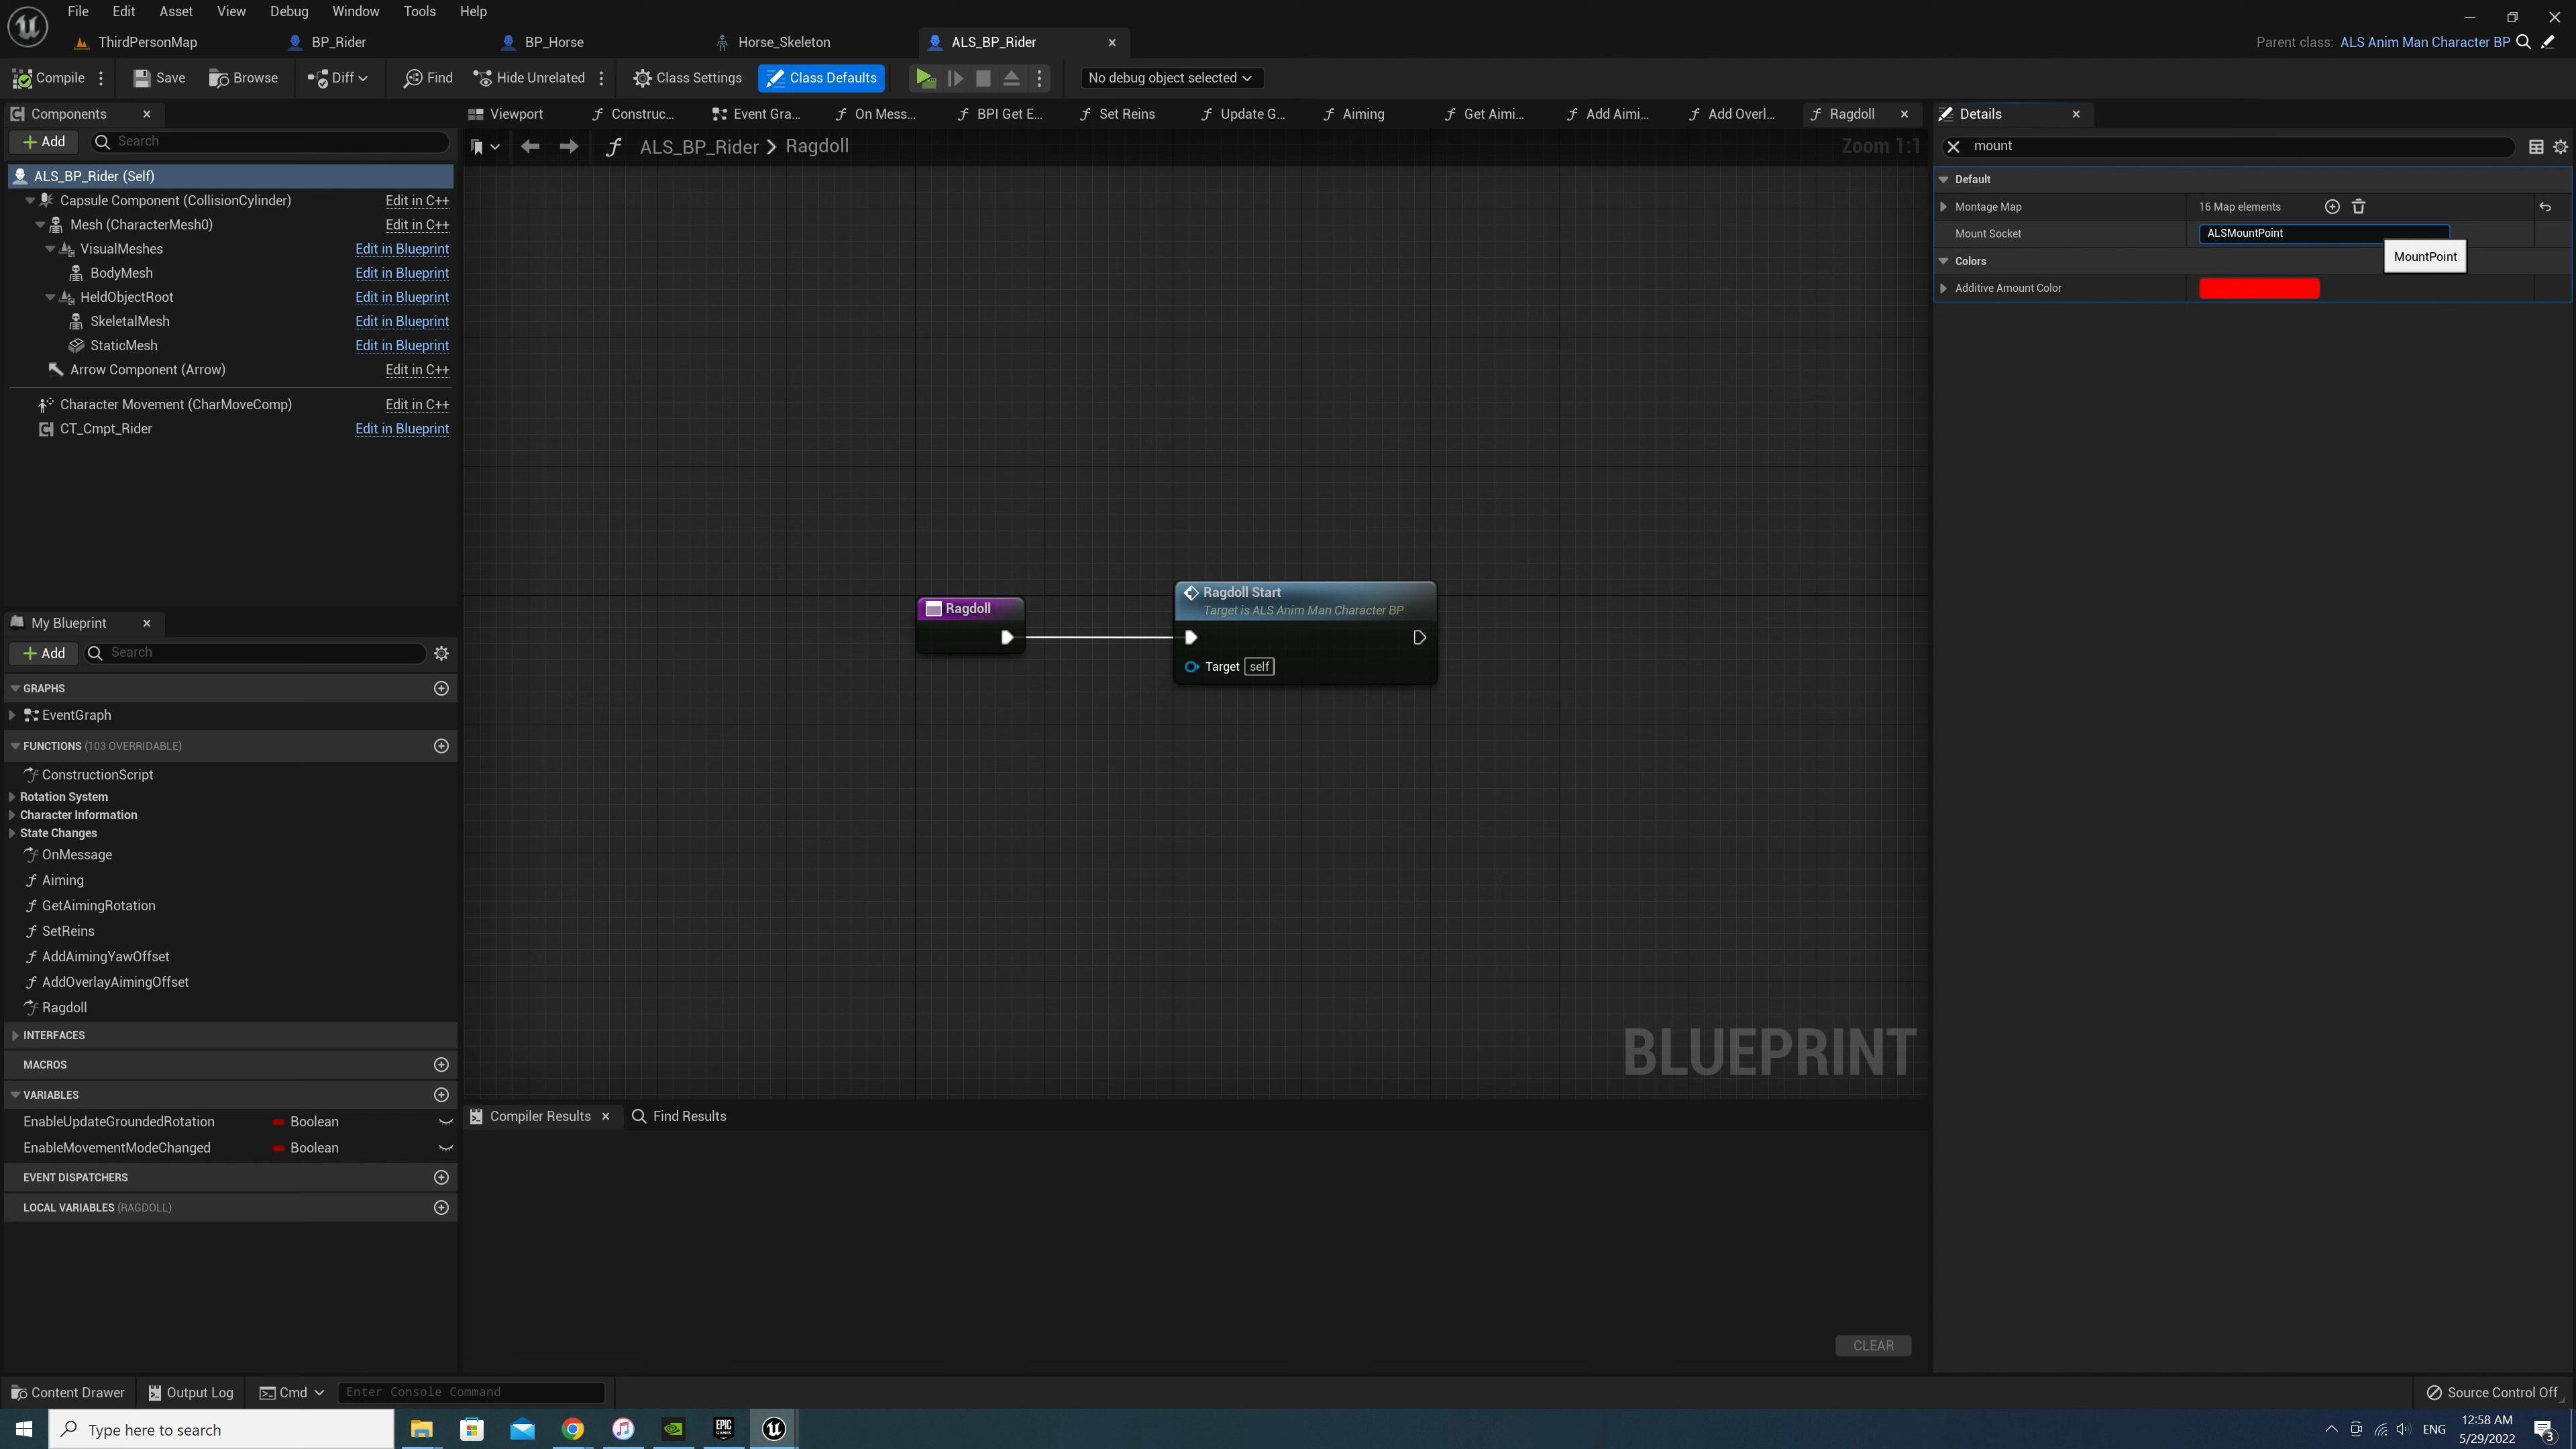 File Edit Asset View Debug Window Tools Help
ThirdPersonMap BP_Rider BP_Horse Horse_Skeleton ALS_BP_Rider Parent class: ALS Anim Man Character BP
Compile Save Browse Diff Find Hide Unrelated Class Settings Class Defaults No debug object selected
Components
Add Search
ALS_BP_Rider (Self)
Capsule Component (CollisionCylinder) Edit in C++
Mesh (CharacterMesh0) Edit in C++
VisualMeshes Edit in Blueprint
BodyMesh Edit in Blueprint
HeldObjectRoot Edit in Blueprint
SkeletalMesh Edit in Blueprint
StaticMesh Edit in Blueprint
Arrow Component (Arrow) Edit in C++
Character Movement (CharMoveComp) Edit in C++
CT_Cmpt_Rider Edit in Blueprint
My Blueprint
Add Search
GRAPHS
EventGraph
FUNCTIONS (103 OVERRIDABLE)
ConstructionScript
Rotation System
Character Information
State Changes
OnMessage
Aiming
GetAimingRotation
SetReins
AddAimingYawOffset
AddOverlayAimingOffset
Ragdoll
INTERFACES
MACROS
VARIABLES
EnableUpdateGroundedRotation Boolean
EnableMovementModeChanged Boolean
EVENT DISPATCHERS
LOCAL VARIABLES (RAGDOLL)
Viewport Construc... Event Gra... On Mess... BPI Get E... Set Reins Update G... Aiming Get Aimi... Add Aimi... Add Overl... Ragdoll
ALS_BP_Rider > Ragdoll Zoom 1:1
Ragdoll
Ragdoll Start
Target is ALS Anim Man Character BP
Target self
BLUEPRINT
Compiler Results Find Results
CLEAR
Details
mount
Default
Montage Map 16 Map elements
Mount Socket ALSMountPoint
MountPoint
Colors
Additive Amount Color
Content Drawer Output Log Cmd Enter Console Command Source Control Off
Type here to search EPIC GAMES ENG 12:58 AM
5/29/2022 3